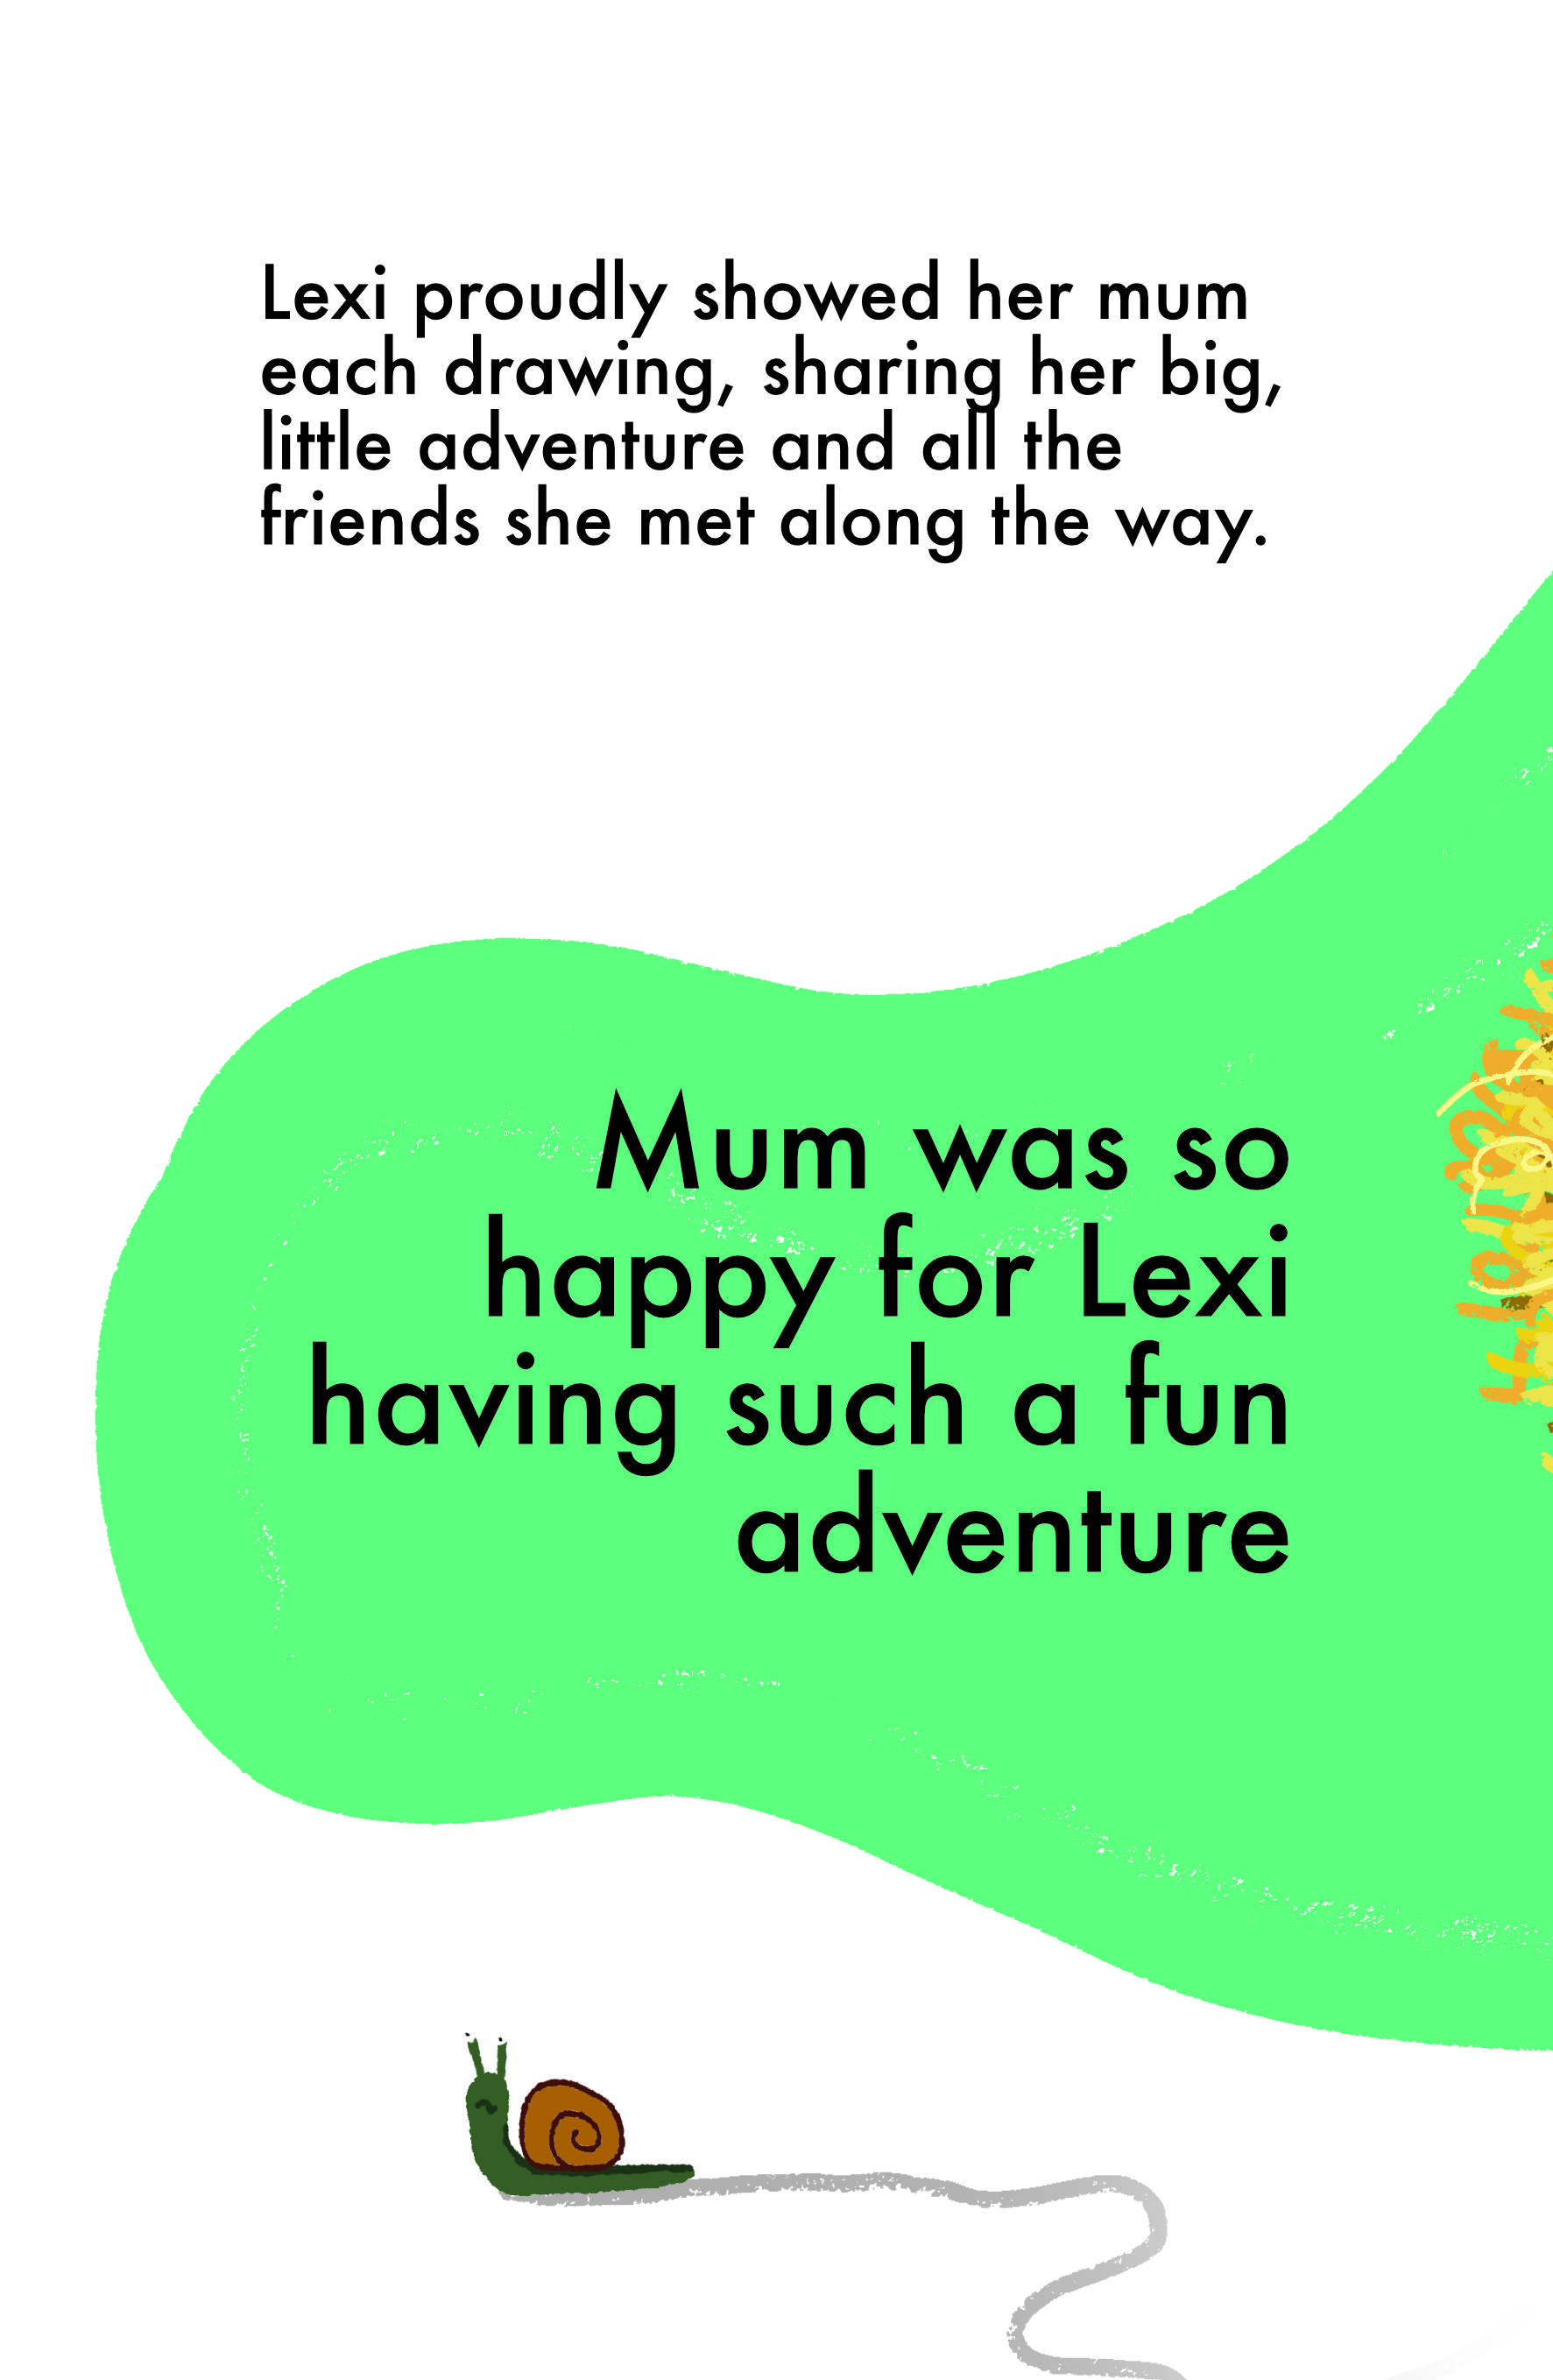 Lexi proudly showed her mum
each drawing, sharing her big,
little adventure and all the
friends she met along the way.
Mum was so
happy for Lexi
having such a fun
adventure